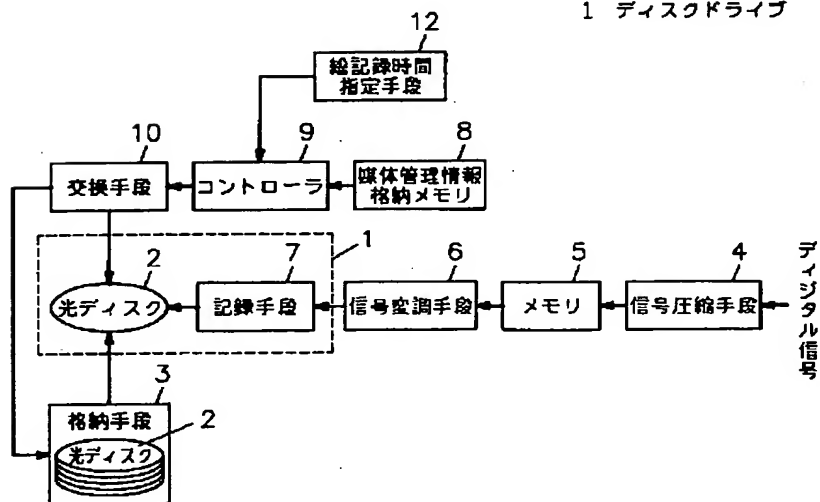 1 ディスクドライブ
12
絵記録時間
指定手段
10
9
8
交換手段
コントローラ
媒体管理情報
格納メモリ
1
2
7
6
5
4
光ディスク
記録手段
信号変調手段
メモリ
信号圧縮手段
ディジタル信号
3
格納手段
2
光ディスク